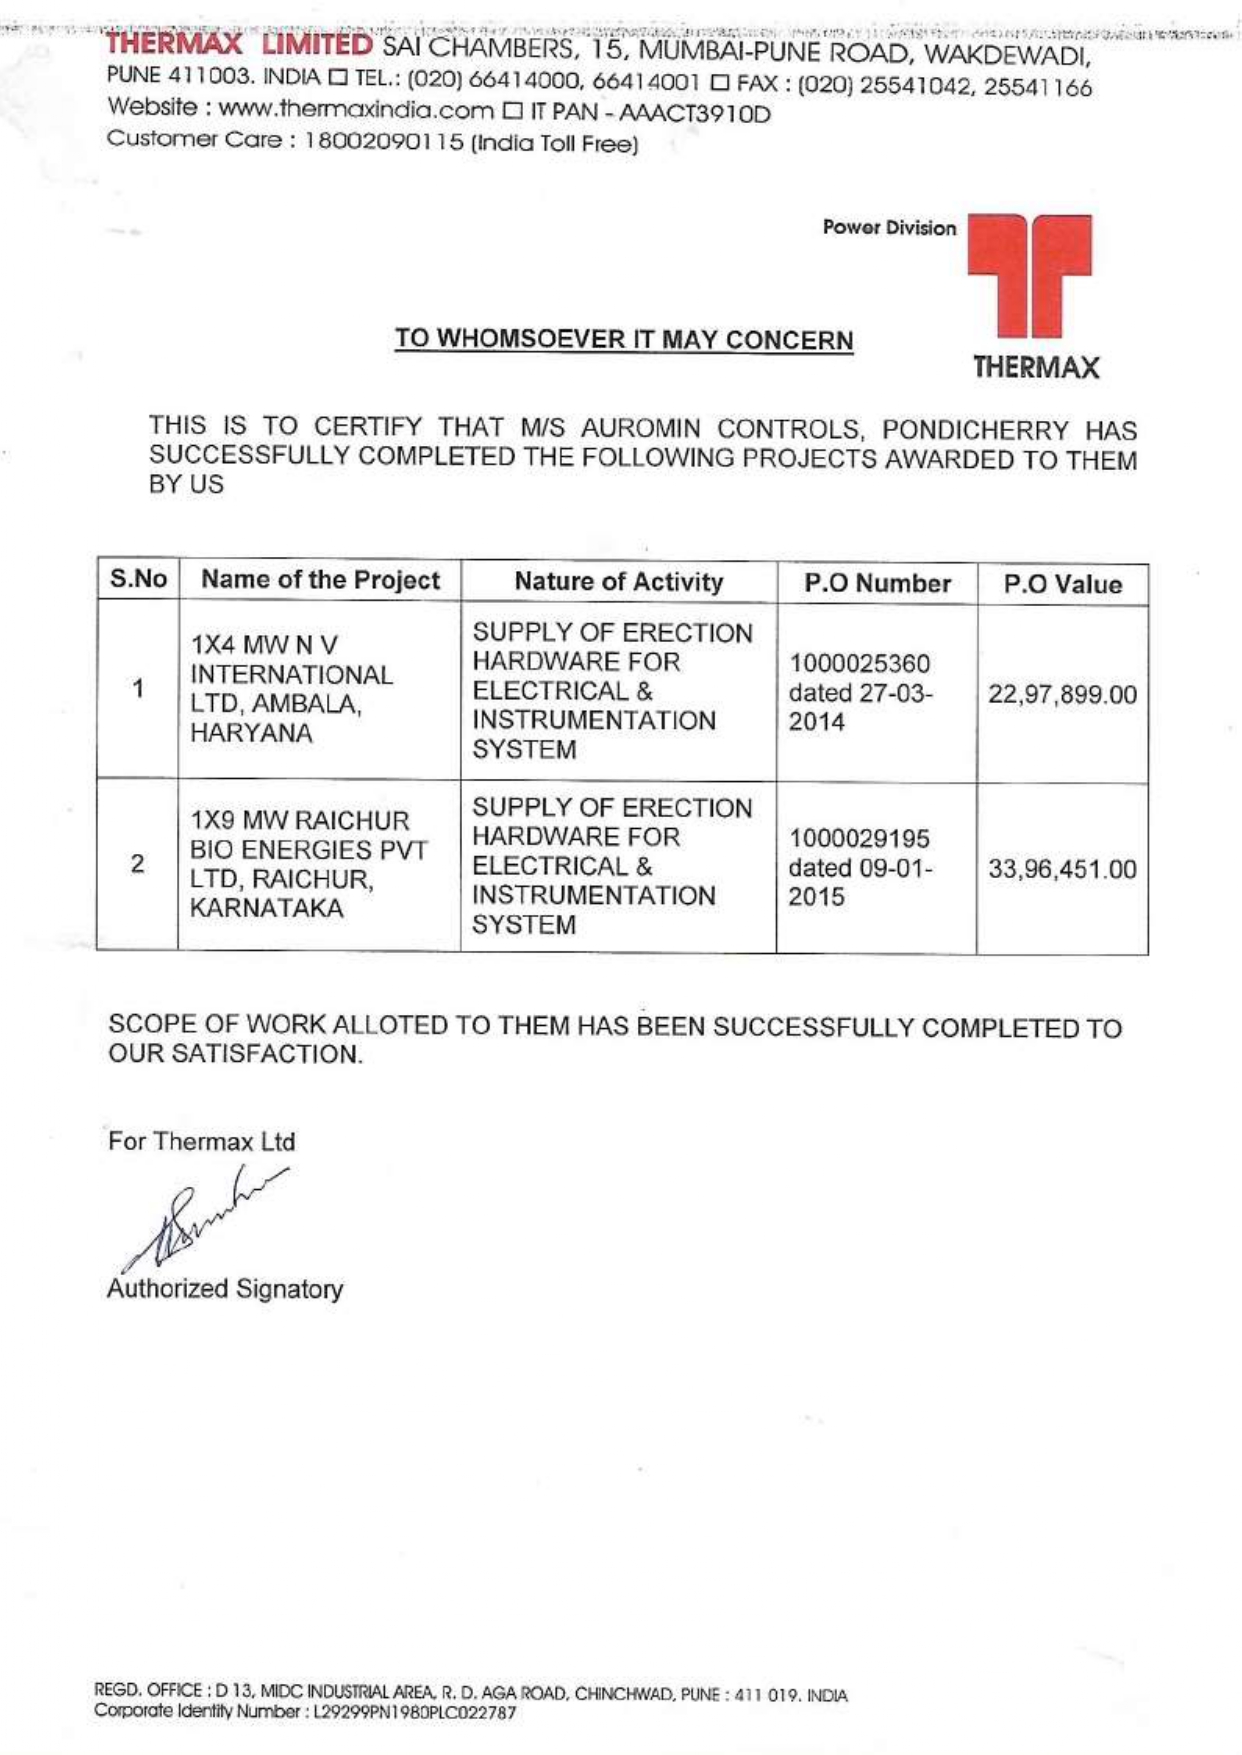 THERMAX LIMITED SAI CHAMBERS, 15, MUMBAI-PUNE ROAD, WAKDEWADI,
PUNE 411003. INDIA ☐ TEL.: (020) 66414000, 66414001 ☐ FAX : (020) 25541042, 25541166
Website : www.thermaxindia.com ☐ IT PAN - AAACT3910D
Customer Care : 18002090115 (India Toll Free)
Power Division
THERMAX
TO WHOMSOEVER IT MAY CONCERN
THIS IS TO CERTIFY THAT M/S AUROMIN CONTROLS, PONDICHERRY HAS
SUCCESSFULLY COMPLETED THE FOLLOWING PROJECTS AWARDED TO THEM
BY US
S.No Name of the Project Nature of Activity P.O Number P.O Value
1
1X4 MW N V
INTERNATIONAL
LTD, AMBALA,
HARYANA
SUPPLY OF ERECTION
HARDWARE FOR
ELECTRICAL &
INSTRUMENTATION
SYSTEM
1000025360
dated 27-03-
2014
22,97,899.00
2
1X9 MW RAICHUR
BIO ENERGIES PVT
LTD, RAICHUR,
KARNATAKA
SUPPLY OF ERECTION
HARDWARE FOR
ELECTRICAL &
INSTRUMENTATION
SYSTEM
1000029195
dated 09-01-
2015
33,96,451.00
SCOPE OF WORK ALLOTED TO THEM HAS BEEN SUCCESSFULLY COMPLETED TO
OUR SATISFACTION.
For Thermax Ltd
Authorized Signatory
REGD. OFFICE : D 13, MIDC INDUSTRIAL AREA, R. D. AGA ROAD, CHINCHWAD, PUNE : 411 019. INDIA
Corporate Identity Number : L29299PN1980PLC022787